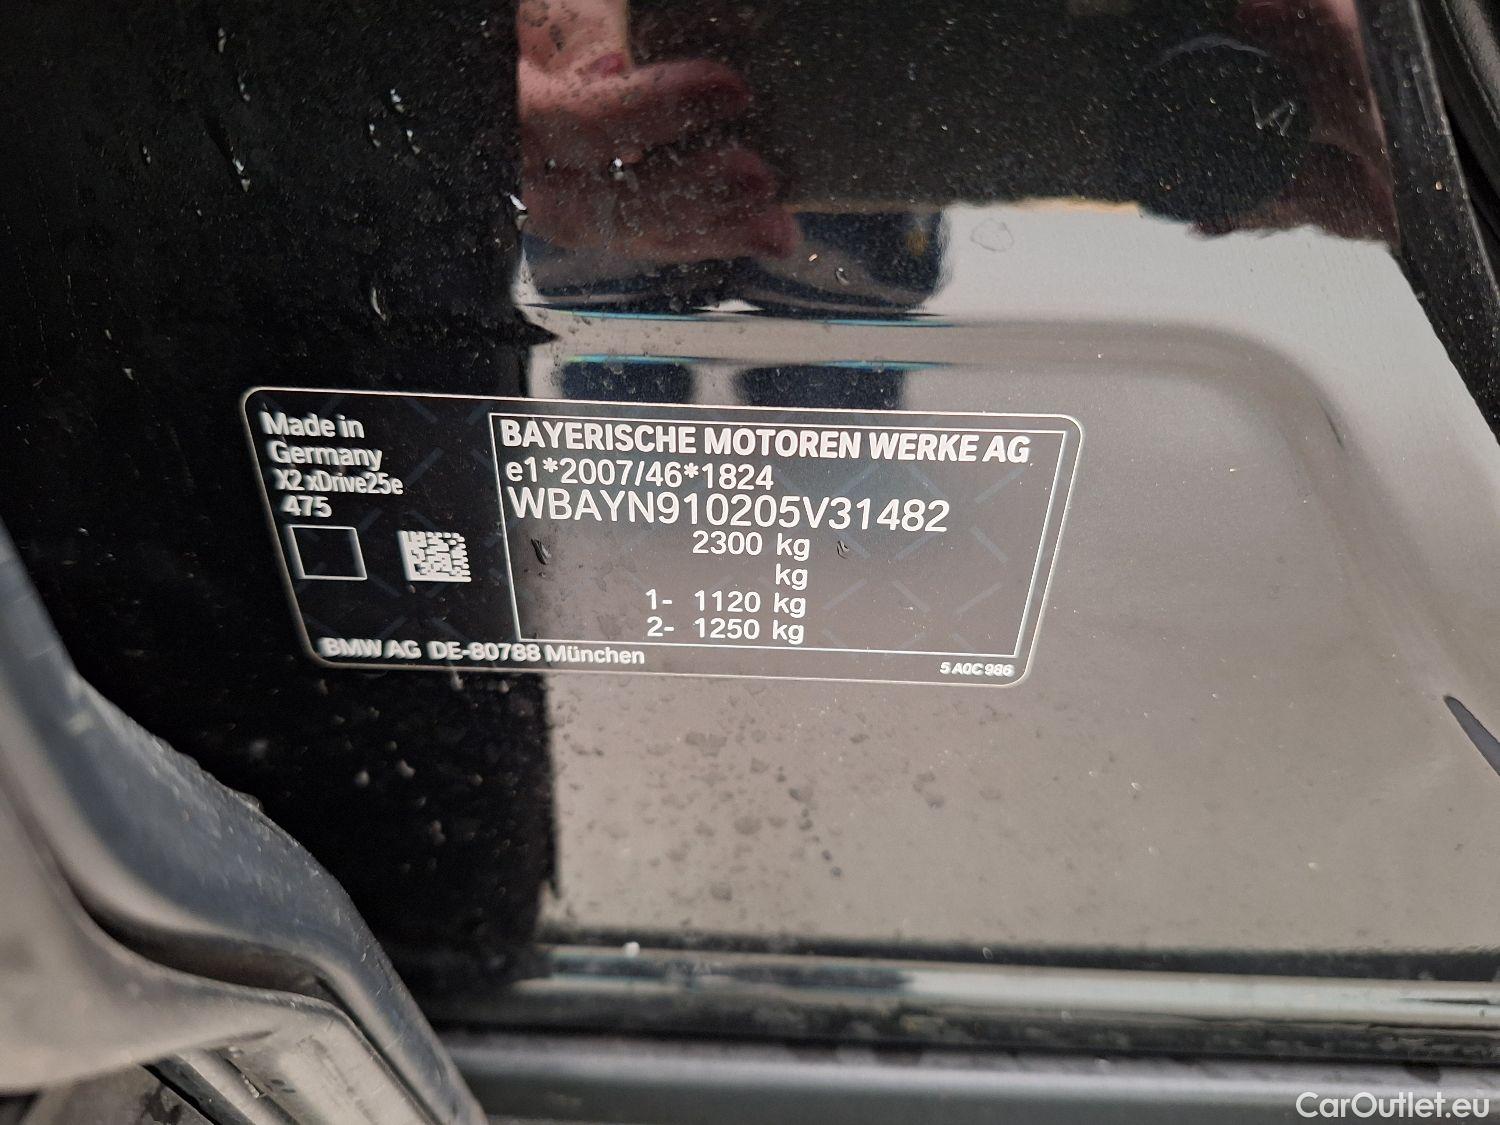 Made in
Germany
X2 xDrive25e
475
BAYERISCHE MOTOREN WERKE AG
e1*2007/46*1824
WBAYN910205V31482
2300 kg
kg
1- 1120 kg
2- 1250 kg
BMW AG DE-80788 München
5 A0C 986
CarOutlet.eu